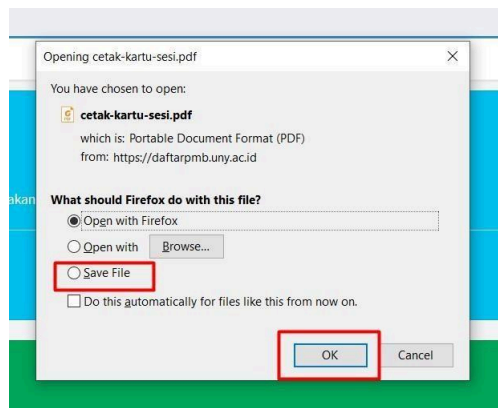 Opening cetak-kartu-sesi.pdf
You have chosen to open:
cetak-kartu-sesi.pdf
which is: Portable Document Format (PDF)
from: https://daftarpmb.uny.ac.id
akan
What should Firefox do with this file?
Open with Firefox
Open with Browse...
Save File
Do this automatically for files like this from now on.
OK Cancel